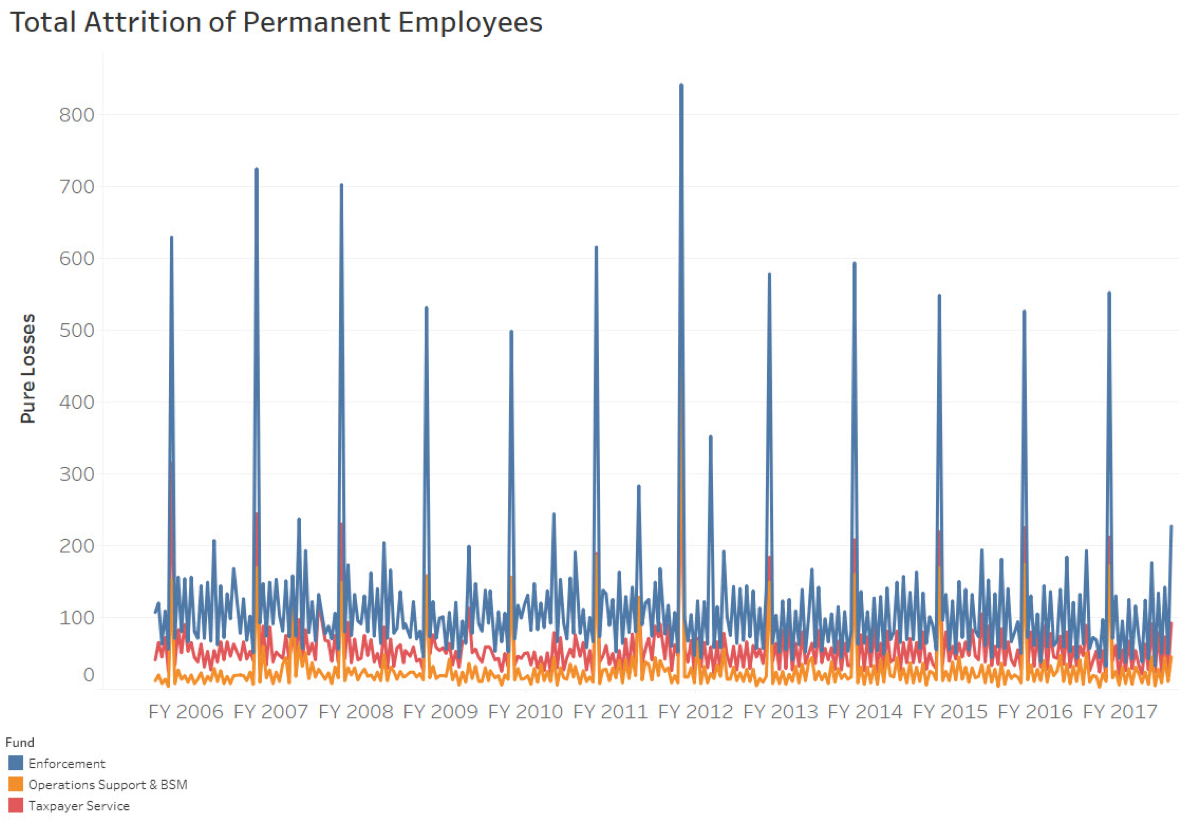 Total Attrition of Permanent Employees
800
700
600
500
400
300
200
100
0
Pure Losses
FY 2006 FY 2007 FY 2008 FY 2009 FY 2010 FY 2011 FY 2012 FY 2013 FY 2014 FY 2015 FY 2016 FY 2017
Fund
Enforcement
Operations Support & BSM
Taxpayer Service